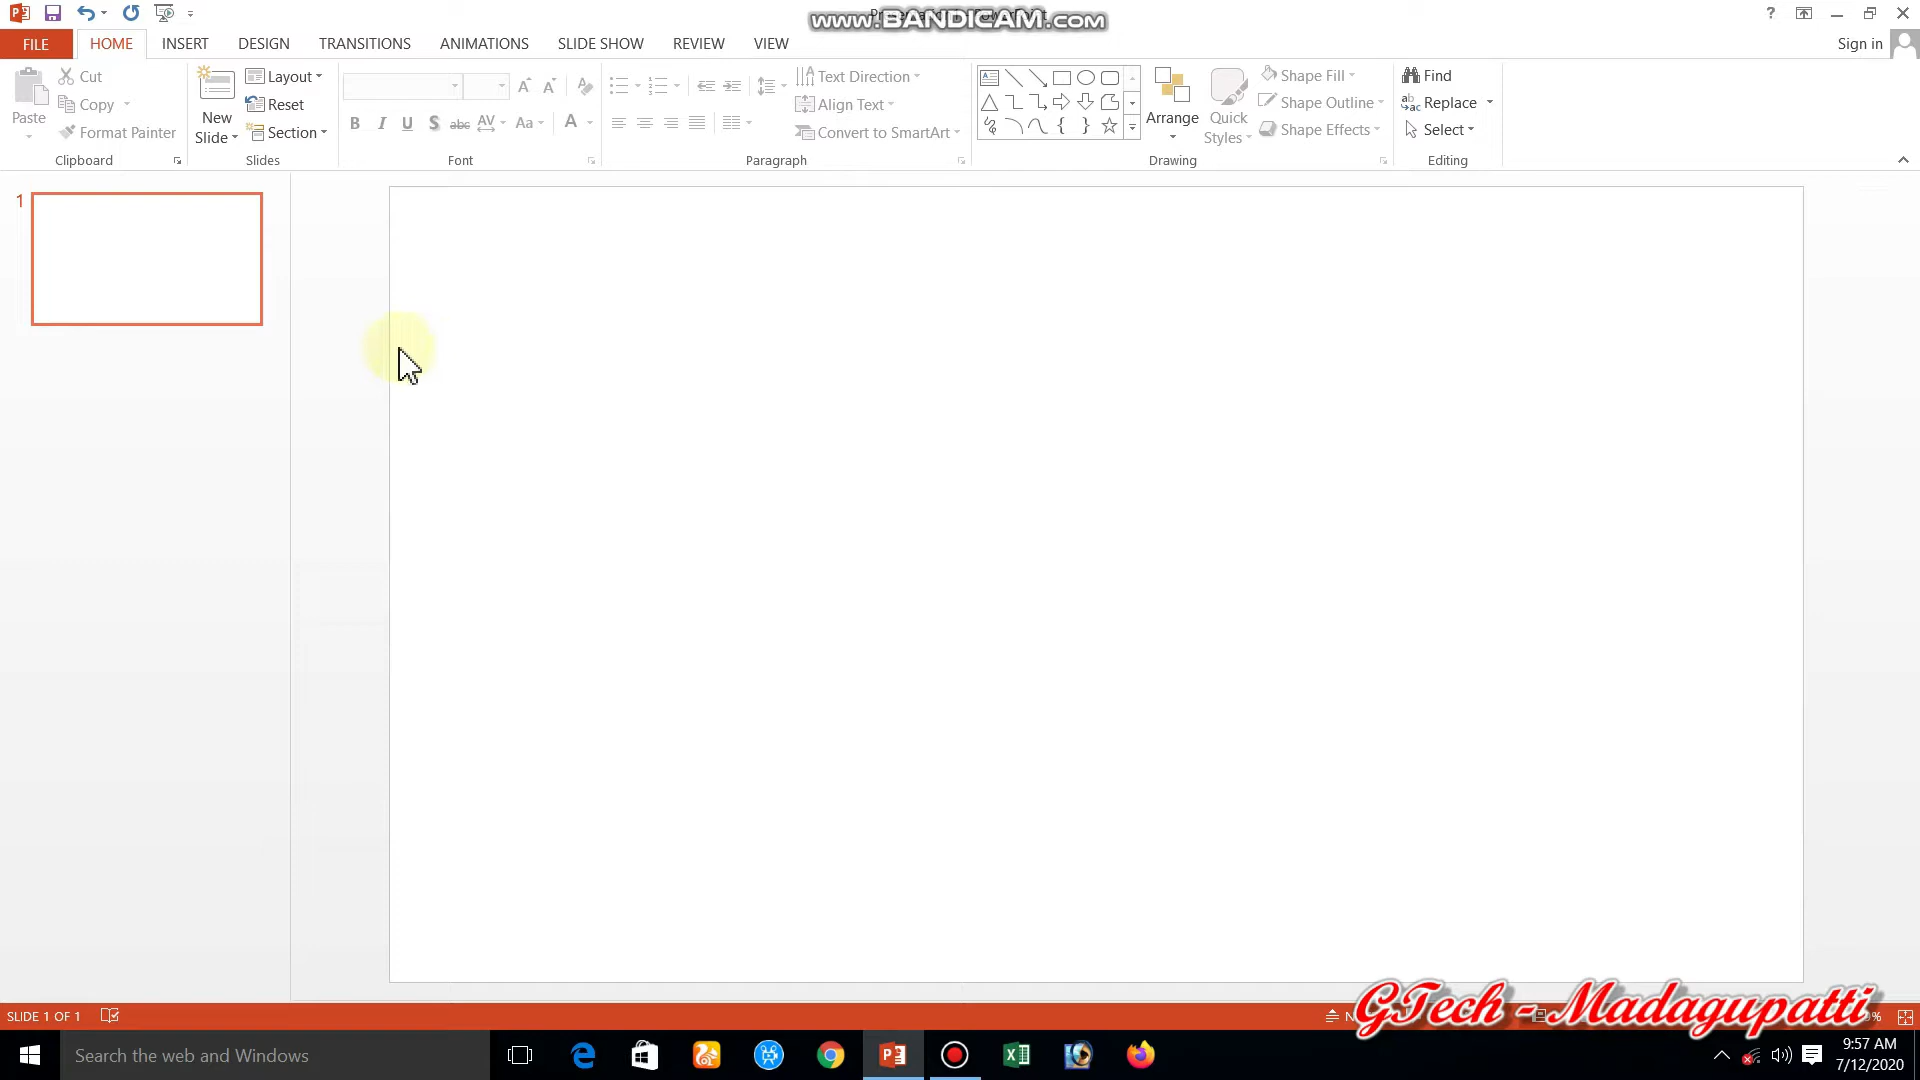 www.BANDICAM.com
FILE
HOME
INSERT
DESIGN
TRANSITIONS
ANIMATIONS
SLIDE SHOW
REVIEW
VIEW
Sign in
Paste
Cut
Copy
Format Painter
Clipboard
New
Slide
Layout
Reset
Section
Slides
B I U S abc AV Aa A
Font
Text Direction
Align Text
Convert to SmartArt
Paragraph
Arrange
Quick
Styles
Shape Fill
Shape Outline
Shape Effects
Drawing
Find
Replace
Select
Editing
1
SLIDE 1 OF 1
GTech - Madagupatti
Search the web and Windows
9:57 AM
7/12/2020